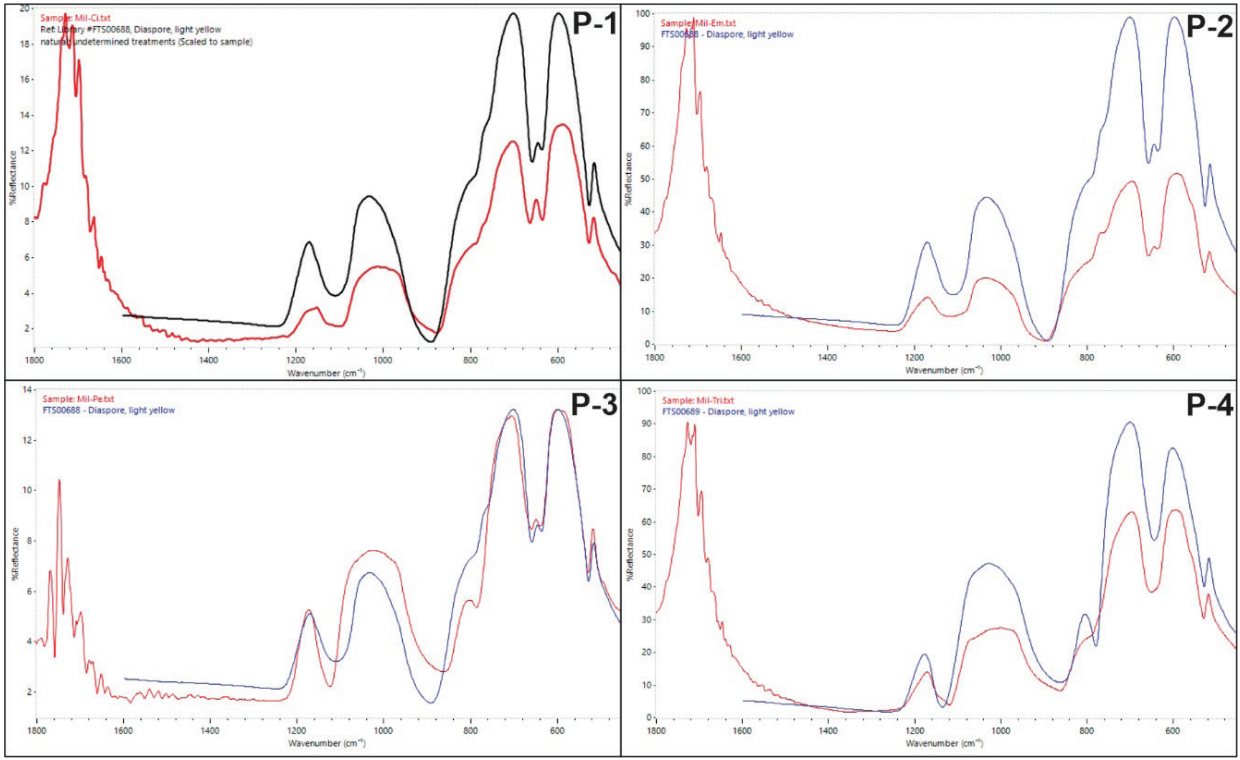 Sample: Mil-Ci.txt
Ref: Library #FTS00688, Diaspore, light yellow
natural, undetermined treatments (Scaled to sample)
P-1
%Reflectance
20
18
16
14
12
10
8
6
4
2
1800 1600 1400 1200 1000 800 600
Wavenumber (cm⁻¹)
Sample: Mil-Em.txt
FTS00688 - Diaspore, light yellow
P-2
%Reflectance
100
90
80
70
60
50
40
30
20
10
0
1800 1600 1400 1200 1000 800 600
Wavenumber (cm⁻¹)
Sample: Mil-Pe.txt
FTS00688 - Diaspore, light yellow
P-3
%Reflectance
14
12
10
8
6
4
2
1800 1600 1400 1200 1000 800 600
Wavenumber (cm⁻¹)
Sample: Mil-Tri.txt
FTS00689 - Diaspore, light yellow
P-4
%Reflectance
100
90
80
70
60
50
40
30
20
10
0
1800 1600 1400 1200 1000 800 600
Wavenumber (cm⁻¹)